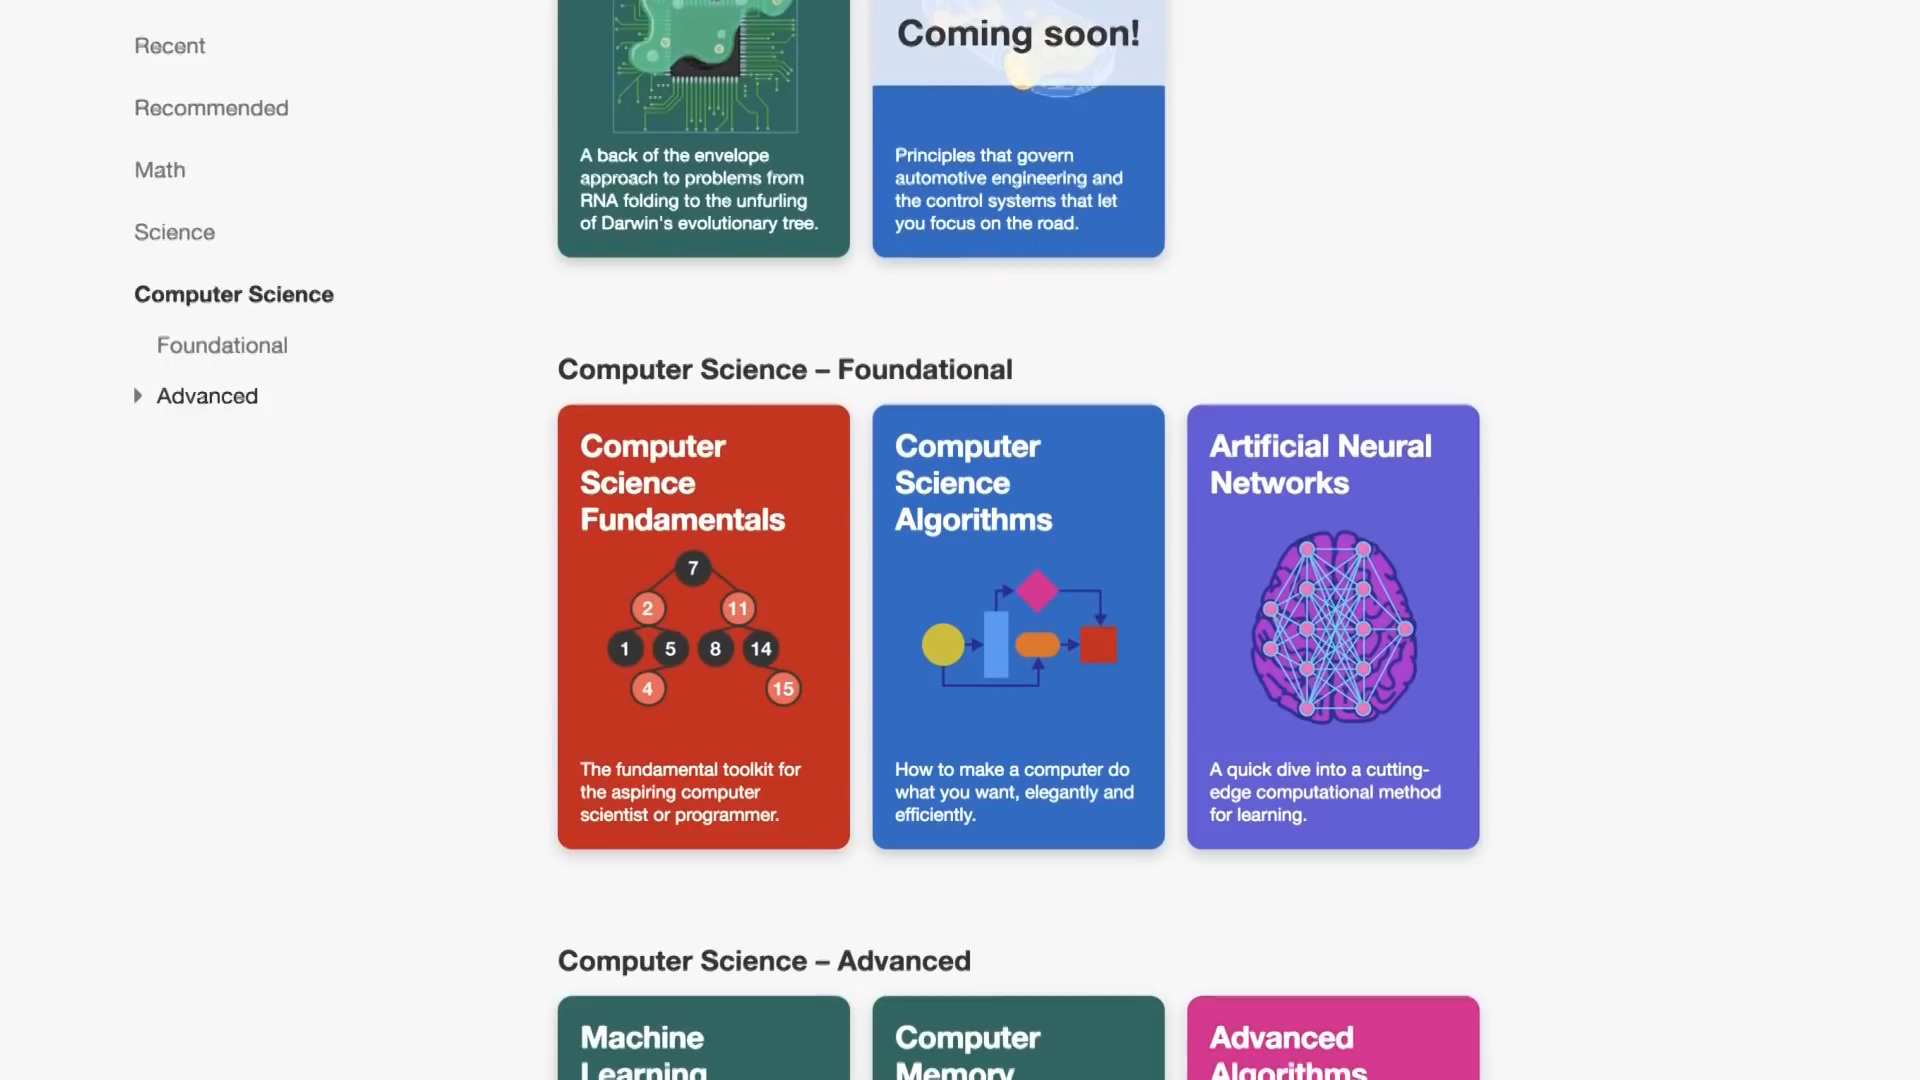 Recent
Recommended
Math
Science
Computer Science
Foundational
Advanced
A back of the envelope
approach to problems from
RNA folding to the unfurling
of Darwin's evolutionary tree.
Coming soon!
Principles that govern
automotive engineering and
the control systems that let
you focus on the road.
Computer Science – Foundational
Computer
Science
Fundamentals
7
2 11
1 5 8 14
4 15
The fundamental toolkit for
the aspiring computer
scientist or programmer.
Computer
Science
Algorithms
How to make a computer do
what you want, elegantly and
efficiently.
Artificial Neural
Networks
A quick dive into a cutting-
edge computational method
for learning.
Computer Science – Advanced
Machine
Learning
Computer
Memory
Advanced
Algorithms